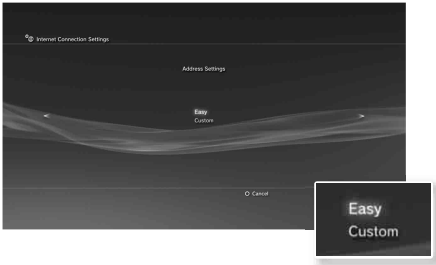 Internet Connection Settings
Address Settings
Easy
Custom
Cancel
Easy
Custom